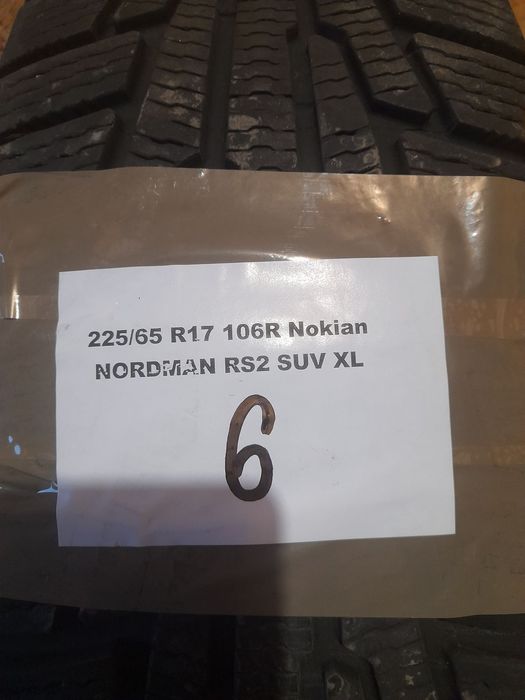 225/65 R17 106R Nokian
NORDMAN RS2 SUV XL
6